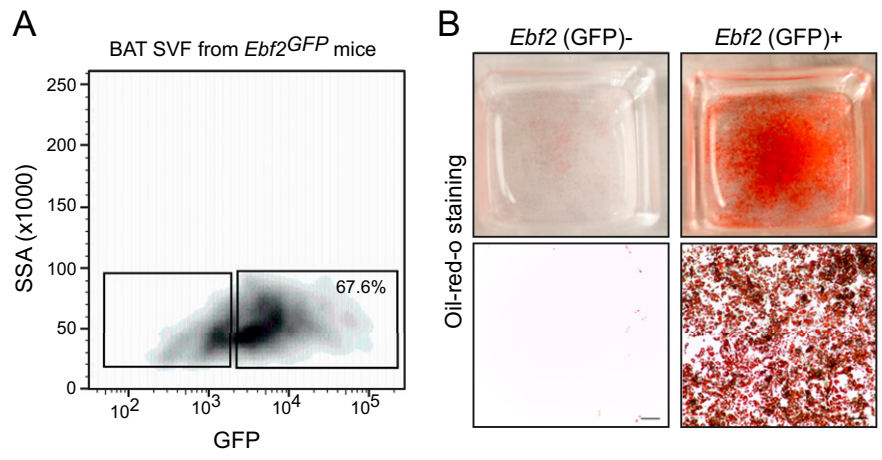 A
BAT SVF from Ebf2GFP mice
250
200
150
100
50
0
SSA (x1000)
67.6%
102
103
104
105
GFP
B
Ebf2 (GFP)-
Ebf2 (GFP)+
Oil-red-o staining